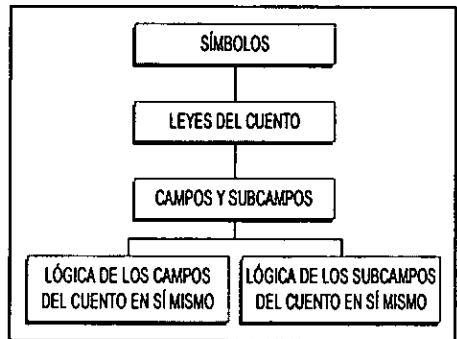 SÍMBOLOS
LEYES DEL CUENTO
CAMPOS Y SUBCAMPOS
LÓGICA DE LOS CAMPOS
DEL CUENTO EN SÍ MISMO
LÓGICA DE LOS SUBCAMPOS
DEL CUENTO EN SÍ MISMO